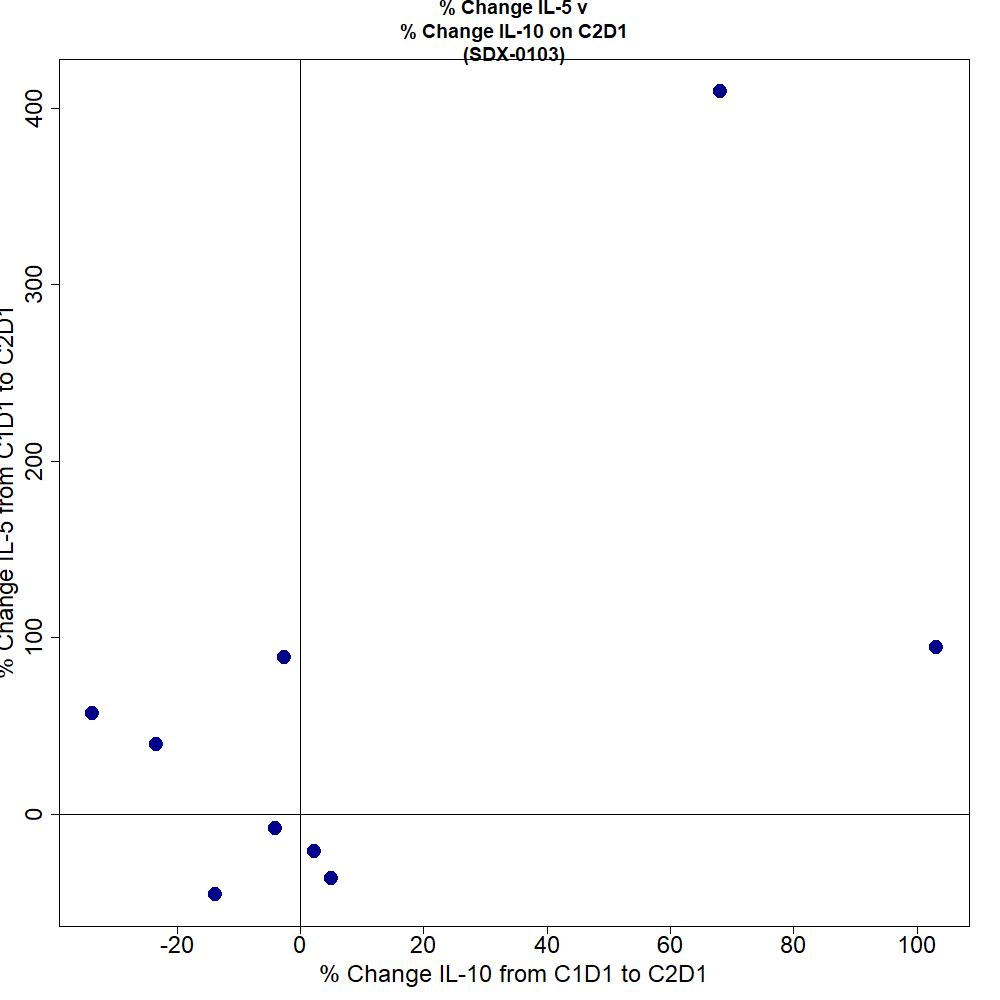 % Change IL-5 v
% Change IL-10 on C2D1
(SDX-0103)
400
300
200
100
0
% Change IL-5 from C1D1 to C2D1
-20 0 20 40 60 80 100
% Change IL-10 from C1D1 to C2D1